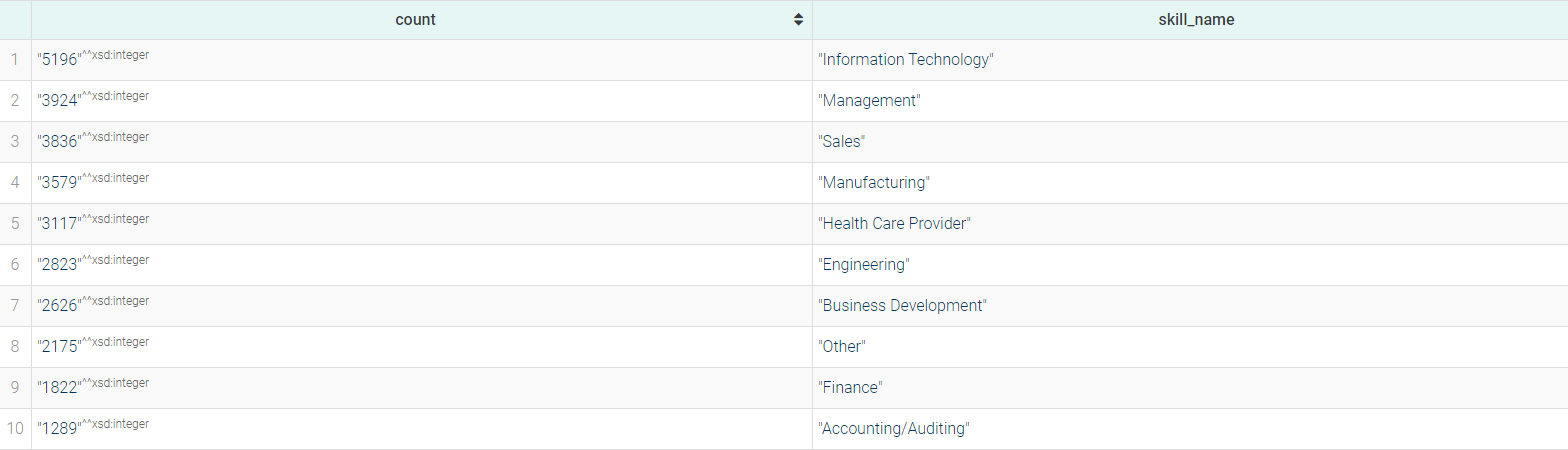 count skill_name
1 "5196"^^xsd:integer "Information Technology"
2 "3924"^^xsd:integer "Management"
3 "3836"^^xsd:integer "Sales"
4 "3579"^^xsd:integer "Manufacturing"
5 "3117"^^xsd:integer "Health Care Provider"
6 "2823"^^xsd:integer "Engineering"
7 "2626"^^xsd:integer "Business Development"
8 "2175"^^xsd:integer "Other"
9 "1822"^^xsd:integer "Finance"
10 "1289"^^xsd:integer "Accounting/Auditing"